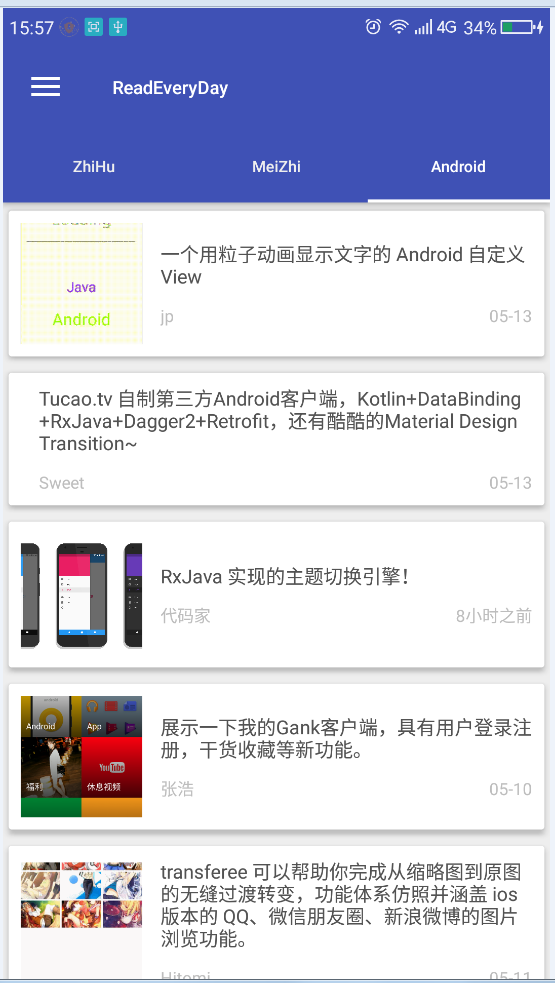 15:57 4G 34%
ReadEveryDay
ZhiHu MeiZhi Android
Java
Android
一个用粒子动画显示文字的 Android 自定义
View
jp 05-13
Tucao.tv 自制第三方Android客户端，Kotlin+DataBinding
+RxJava+Dagger2+Retrofit，还有酷酷的Material Design
Transition~
Sweet 05-13
RxJava 实现的主题切换引擎！
代码家 8小时之前
Android App
福利 YouTube
休息视频
展示一下我的Gank客户端，具有用户登录注
册，干货收藏等新功能。
张浩 05-10
transferee 可以帮助你完成从缩略图到原图
的无缝过渡转变，功能体系仿照并涵盖 ios
版本的 QQ、微信朋友圈、新浪微博的图片
浏览功能。
Hitomi 05-11